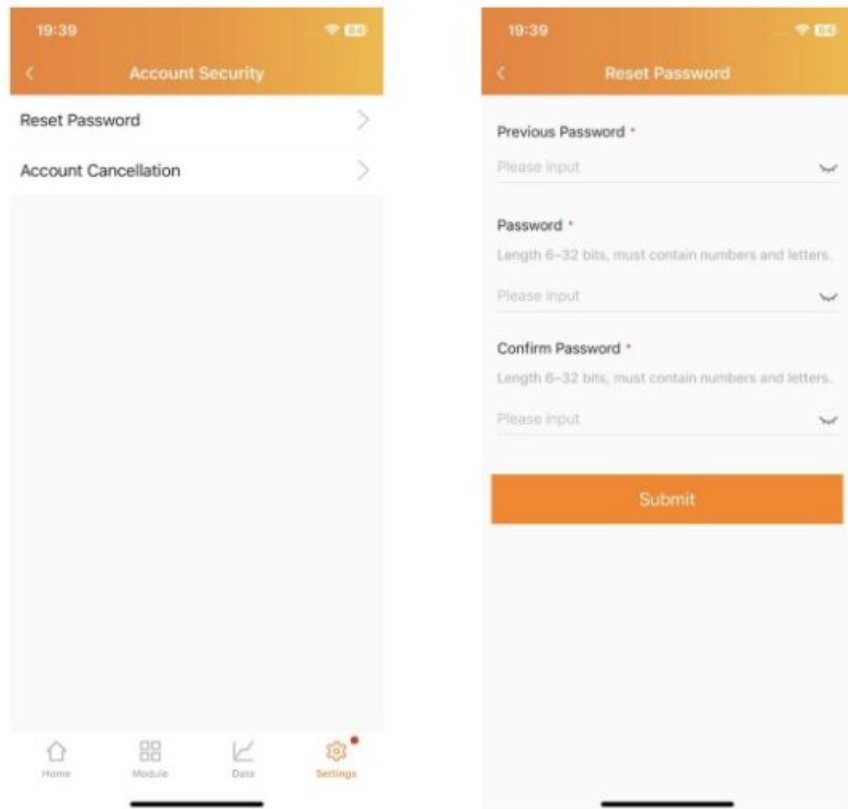 19:39
64
Account Security
Reset Password
Account Cancellation
Home
Module
Data
Settings
19:39
64
Reset Password
Previous Password *
Please input
Password *
Length 6-32 bits, must contain numbers and letters.
Please input
Confirm Password *
Length 6-32 bits, must contain numbers and letters.
Please input
Submit